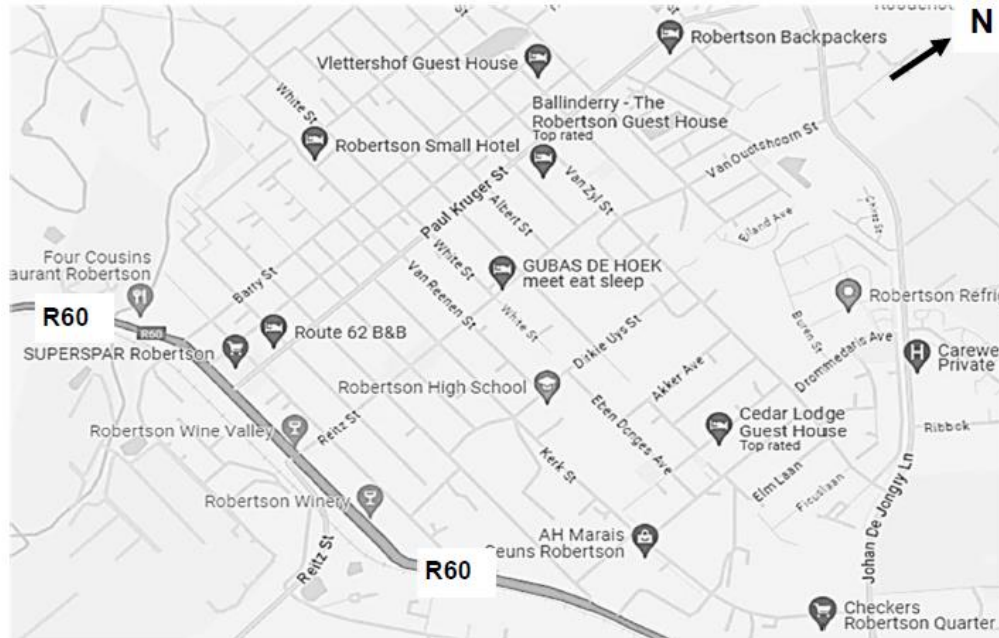 N
Robertson Backpackers
Vlettershof Guest House
Ballinderry - The
Robertson Guest House
Top rated
White St
Robertson Small Hotel
Van Oudtshoorn St
Paul Kruger St
Van Zyl St
Albert St
Eiland Ave
White St
GUBAS DE HOEK
meet eat sleep
Van Reenen St
Four Cousins
aurant Robertson
Barry St
White St
R60
R60
Dirkie Uys St
Buren St
Drommedaris Ave
Route 62 B&B
SUPERSPAR Robertson
Carewe
Private
Robertson High School
Akker Ave
Eben Donges Ave
Cedar Lodge
Guest House
Top rated
Ribbok
Reitz St
Robertson Wine Valley
Kerk St
Elm Laan
Ficuslaan
Robertson Winery
AH Marais
Seuns Robertson
Johan De Jongh Ln
Reitz St
R60
Checkers
Robertson Quarter